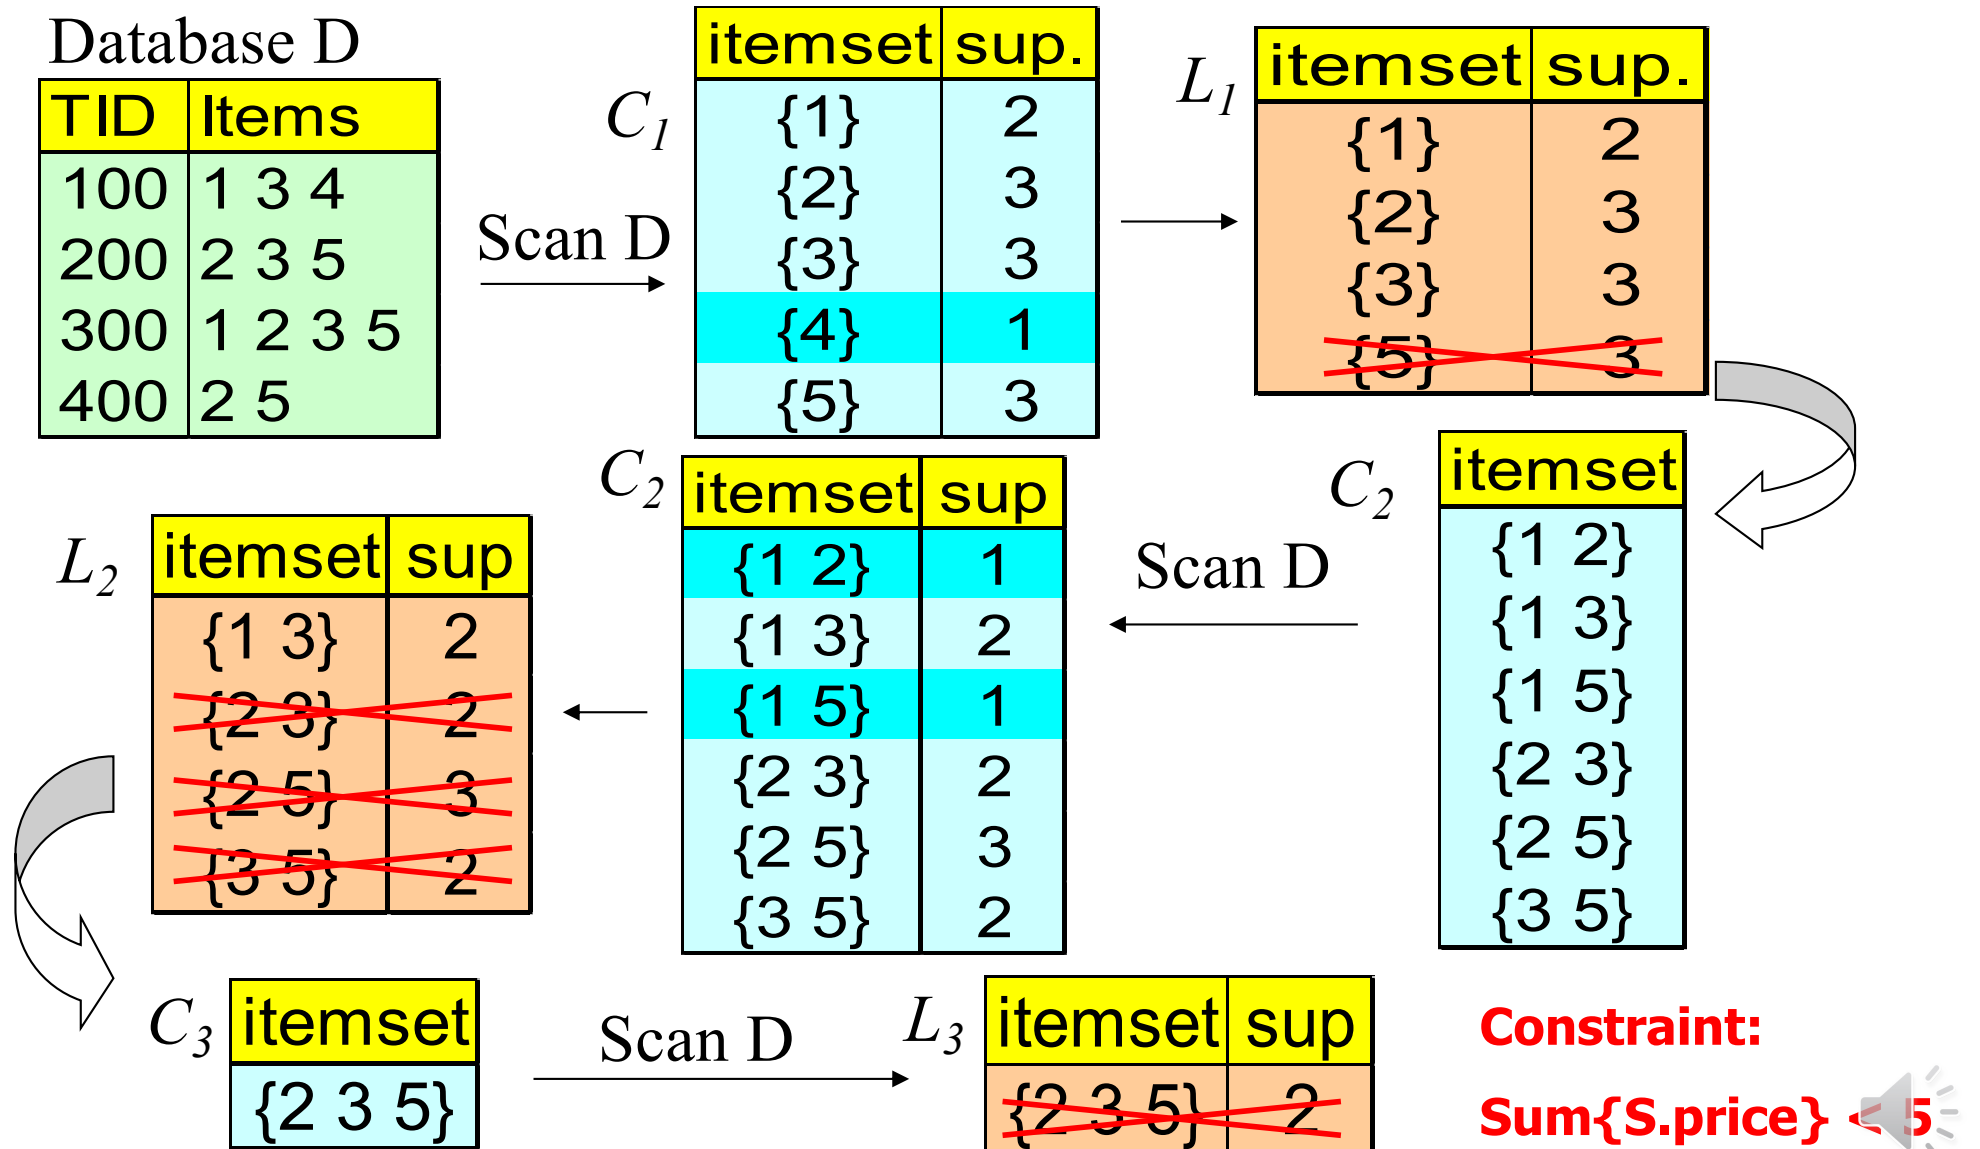 Database D
TID Items
100 1 3 4
200 2 3 5
300 1 2 3 5
400 2 5
Scan D
C1
itemset sup.
{1} 2
{2} 3
{3} 3
{4} 1
{5} 3
L1
itemset sup.
{1} 2
{2} 3
{3} 3
{5} 3
C2
itemset
{1 2}
{1 3}
{1 5}
{2 3}
{2 5}
{3 5}
Scan D
C2
itemset sup
{1 2} 1
{1 3} 2
{1 5} 1
{2 3} 2
{2 5} 3
{3 5} 2
L2
itemset sup
{1 3} 2
{2 3} 2
{2 5} 3
{3 5} 2
C3
itemset
{2 3 5}
Scan D
L3
itemset sup
{2 3 5} 2
Constraint:
Sum{S.price} < 5